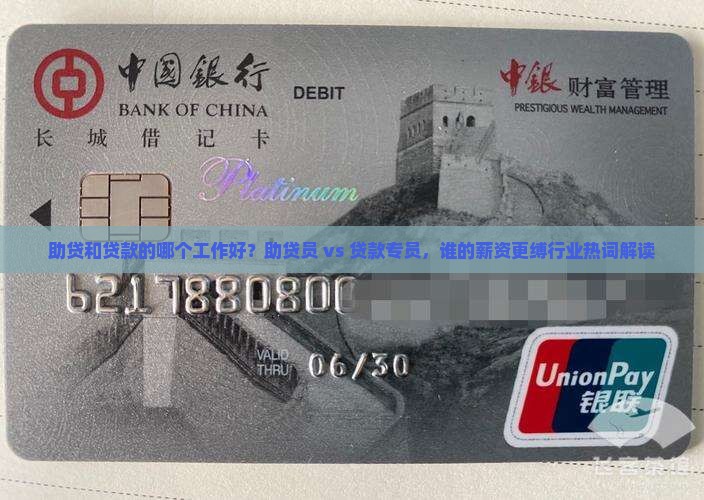 中國銀行
BANK OF CHINA
DEBIT
中銀 财富管理
PRESTIGIOUS WEALTH MANAGEMENT
长城借记卡
Platinum
助贷和贷款的哪个工作好？助贷员 vs 贷款专员，谁的薪资更缚行业热词解读
6217880800
VALID
THRU
06/30
UnionPay
银联